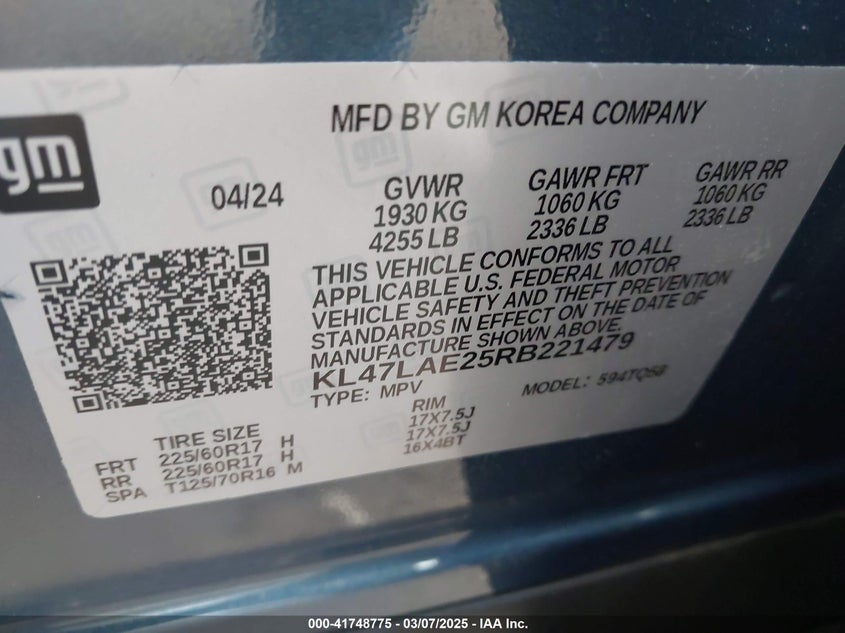 MFD BY GM KOREA COMPANY
gm
04/24
GVWR
1930 KG
4255 LB
GAWR FRT
1060 KG
2336 LB
GAWR RR
1060 KG
2336 LB
THIS VEHICLE CONFORMS TO ALL
APPLICABLE U.S. FEDERAL MOTOR
VEHICLE SAFETY AND THEFT PREVENTION
STANDARDS IN EFFECT ON THE DATE OF
MANUFACTURE SHOWN ABOVE.
KL47LAE25RB221479
TYPE: MPV
MODEL:
TIRE SIZE
RIM
FRT 225/60R17 H 17X7.5J
RR 225/60R17 H 17X7.5J
SPA T125/70R16 M 16X4BT
000-41748775 — 03/07/2025 — IAA Inc.